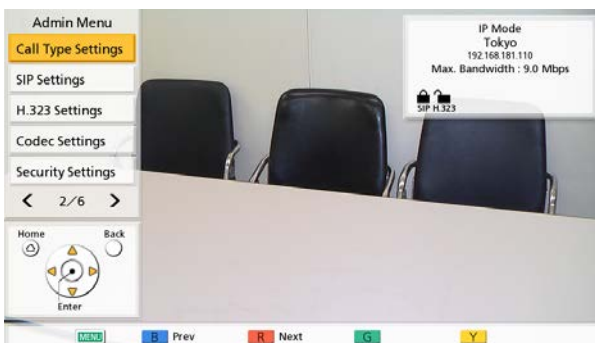 Admin Menu
Call Type Settings
SIP Settings
H.323 Settings
Codec Settings
Security Settings
2/6
Home
Back
Enter
IP Mode
Tokyo
192.168.181.110
Max. Bandwidth : 9.0 Mbps
SIP H.323
MENU B Prev R Next G Y